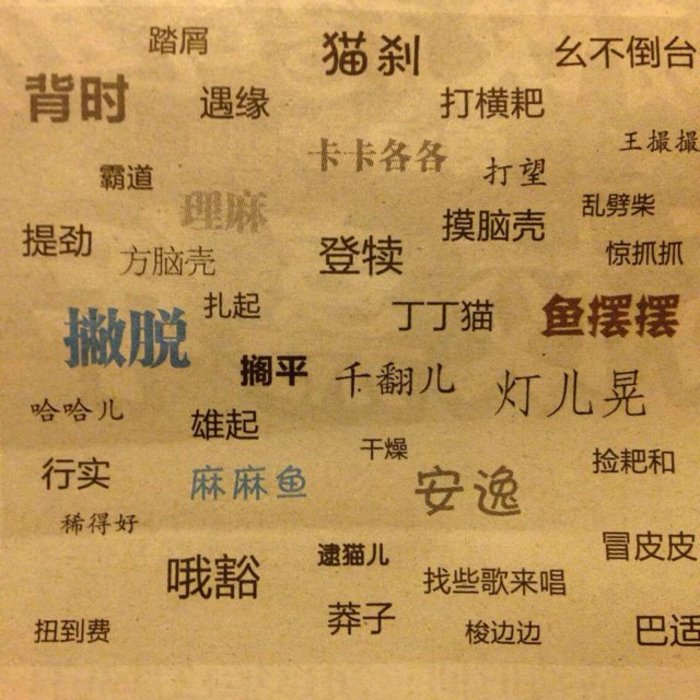 踏屑
猫刹
幺不倒台
背时
遇缘
打横耙
王撮撮
卡卡各各
打望
霸道
理麻
乱劈柴
摸脑壳
提劲
方脑壳
登犊
惊抓抓
扎起
丁丁猫
鱼摆摆
撇脱
搁平
千翻儿
灯儿晃
哈哈儿
雄起
干燥
捡耙和
行实
麻麻鱼
安逸
稀得好
冒皮皮
逮猫儿
哦豁
找些歌来唱
莽子
扭到费
梭边边
巴适